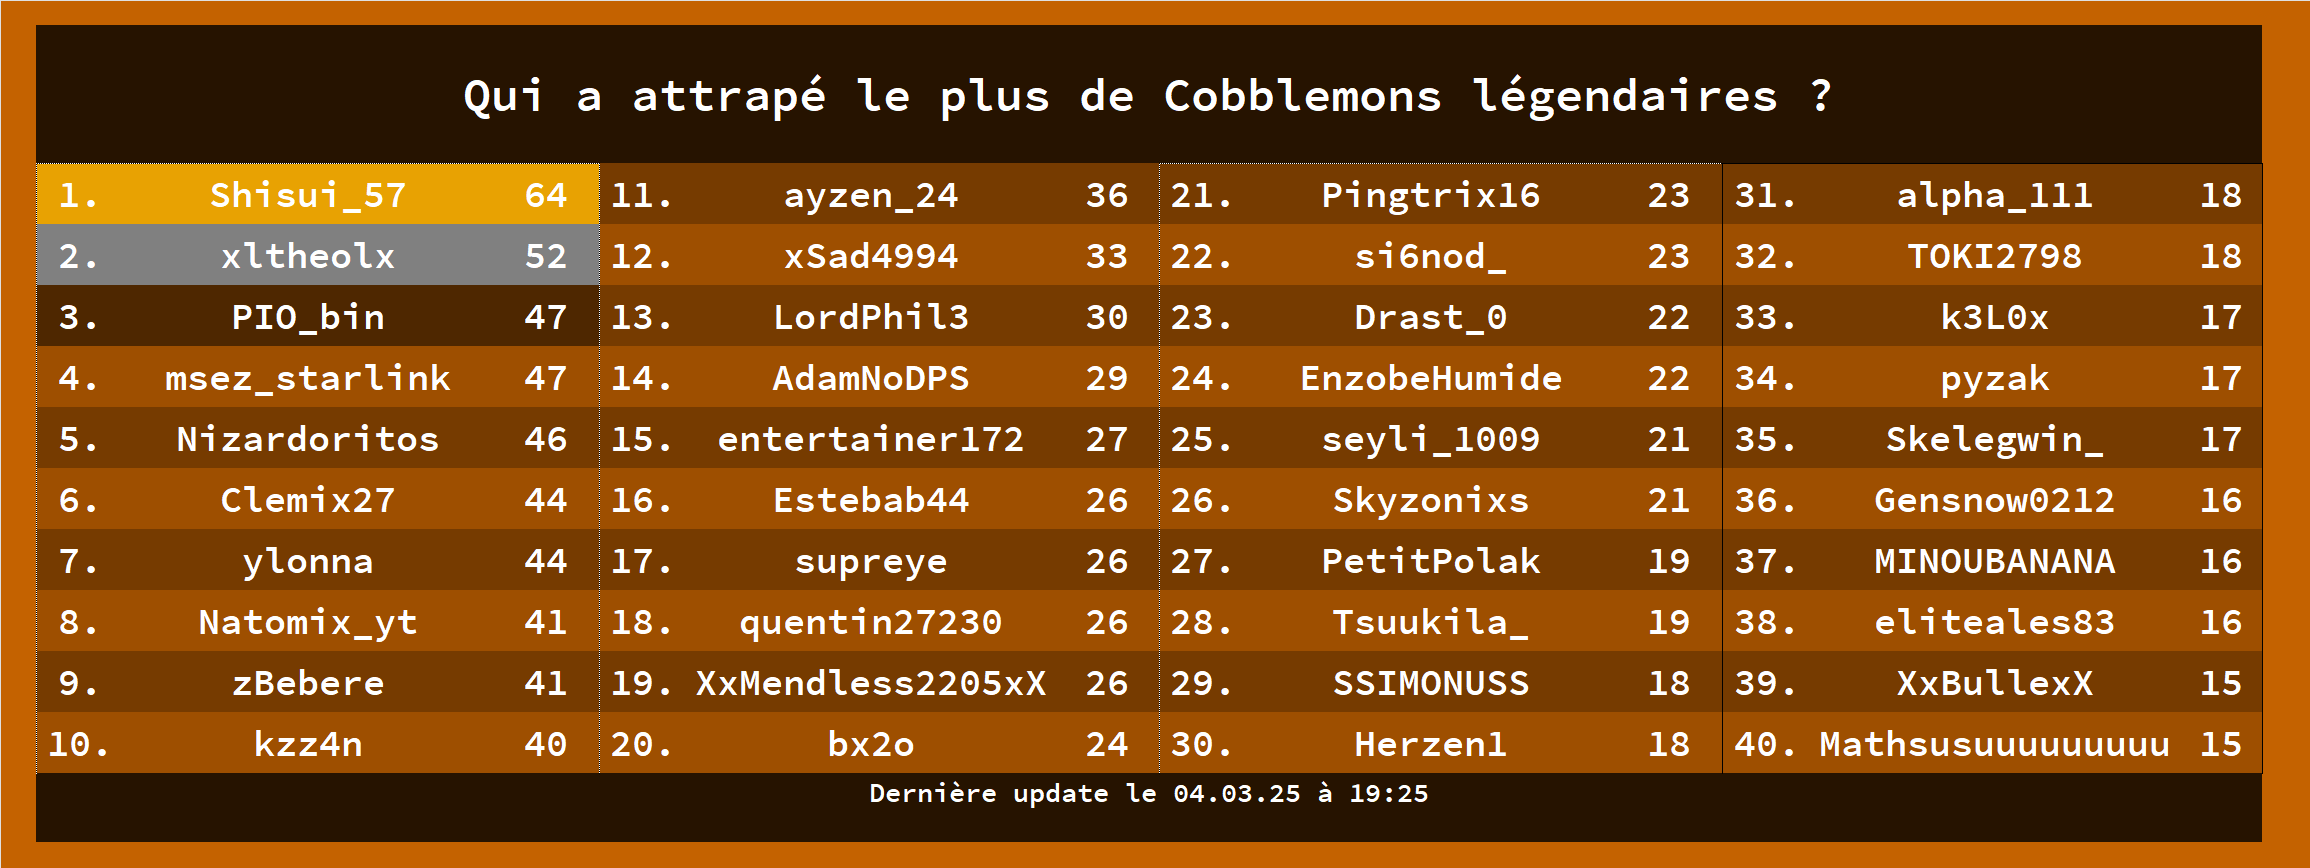 Qui a attrapé le plus de Cobblemons légendaires ?
1. Shisui_57 64
2. xltheolx 52
3. PIO_bin 47
4. msez_starlink 47
5. Nizardoritos 46
6. Clemix27 44
7. ylonna 44
8. Natomix_yt 41
9. zBebere 41
10. kzz4n 40
11. ayzen_24 36
12. xSad4994 33
13. LordPhil3 30
14. AdamNoDPS 29
15. entertainer172 27
16. Estebab44 26
17. supreye 26
18. quentin27230 26
19. XxMendless2205xX 26
20. bx2o 24
21. Pingtrix16 23
22. si6nod_ 23
23. Drast_0 22
24. EnzobeHumide 22
25. seyli_1009 21
26. Skyzonixs 21
27. PetitPolak 19
28. Tsuukila_ 19
29. SSIMONUSS 18
30. Herzen1 18
31. alpha_111 18
32. TOKI2798 18
33. k3L0x 17
34. pyzak 17
35. Skelegwin_ 17
36. Gensnow0212 16
37. MINOUBANANA 16
38. eliteales83 16
39. XxBullexX 15
40. Mathsusuuuuuuuuu 15
Dernière update le 04.03.25 à 19:25